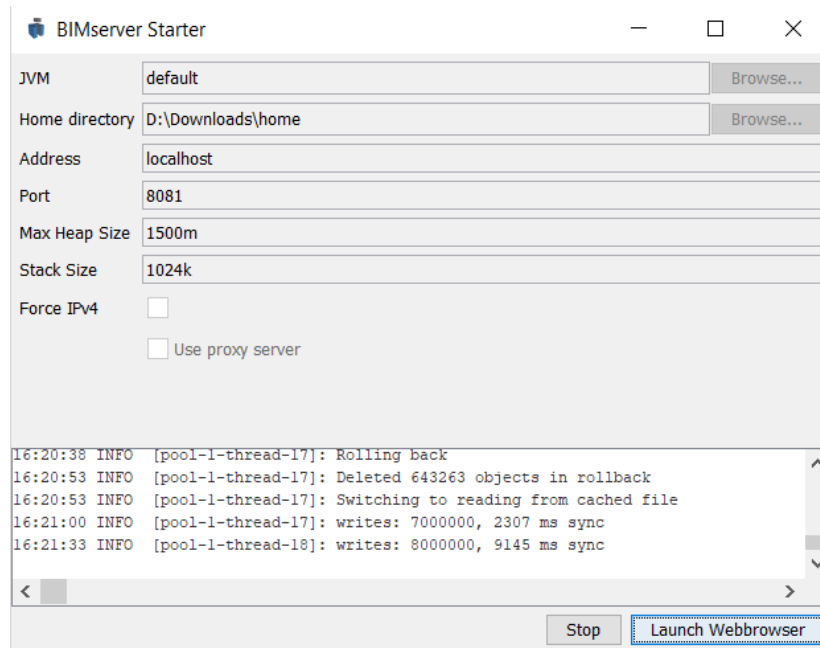 BIMserver Starter
JVM default Browse...
Home directory D:\Downloads\home Browse...
Address localhost
Port 8081
Max Heap Size 1500m
Stack Size 1024k
Force IPv4
Use proxy server
16:20:38 INFO [pool-1-thread-17]: Rolling back
16:20:53 INFO [pool-1-thread-17]: Deleted 643263 objects in rollback
16:20:53 INFO [pool-1-thread-17]: Switching to reading from cached file
16:21:00 INFO [pool-1-thread-17]: writes: 7000000, 2307 ms sync
16:21:33 INFO [pool-1-thread-18]: writes: 8000000, 9145 ms sync
Stop Launch Webbrowser